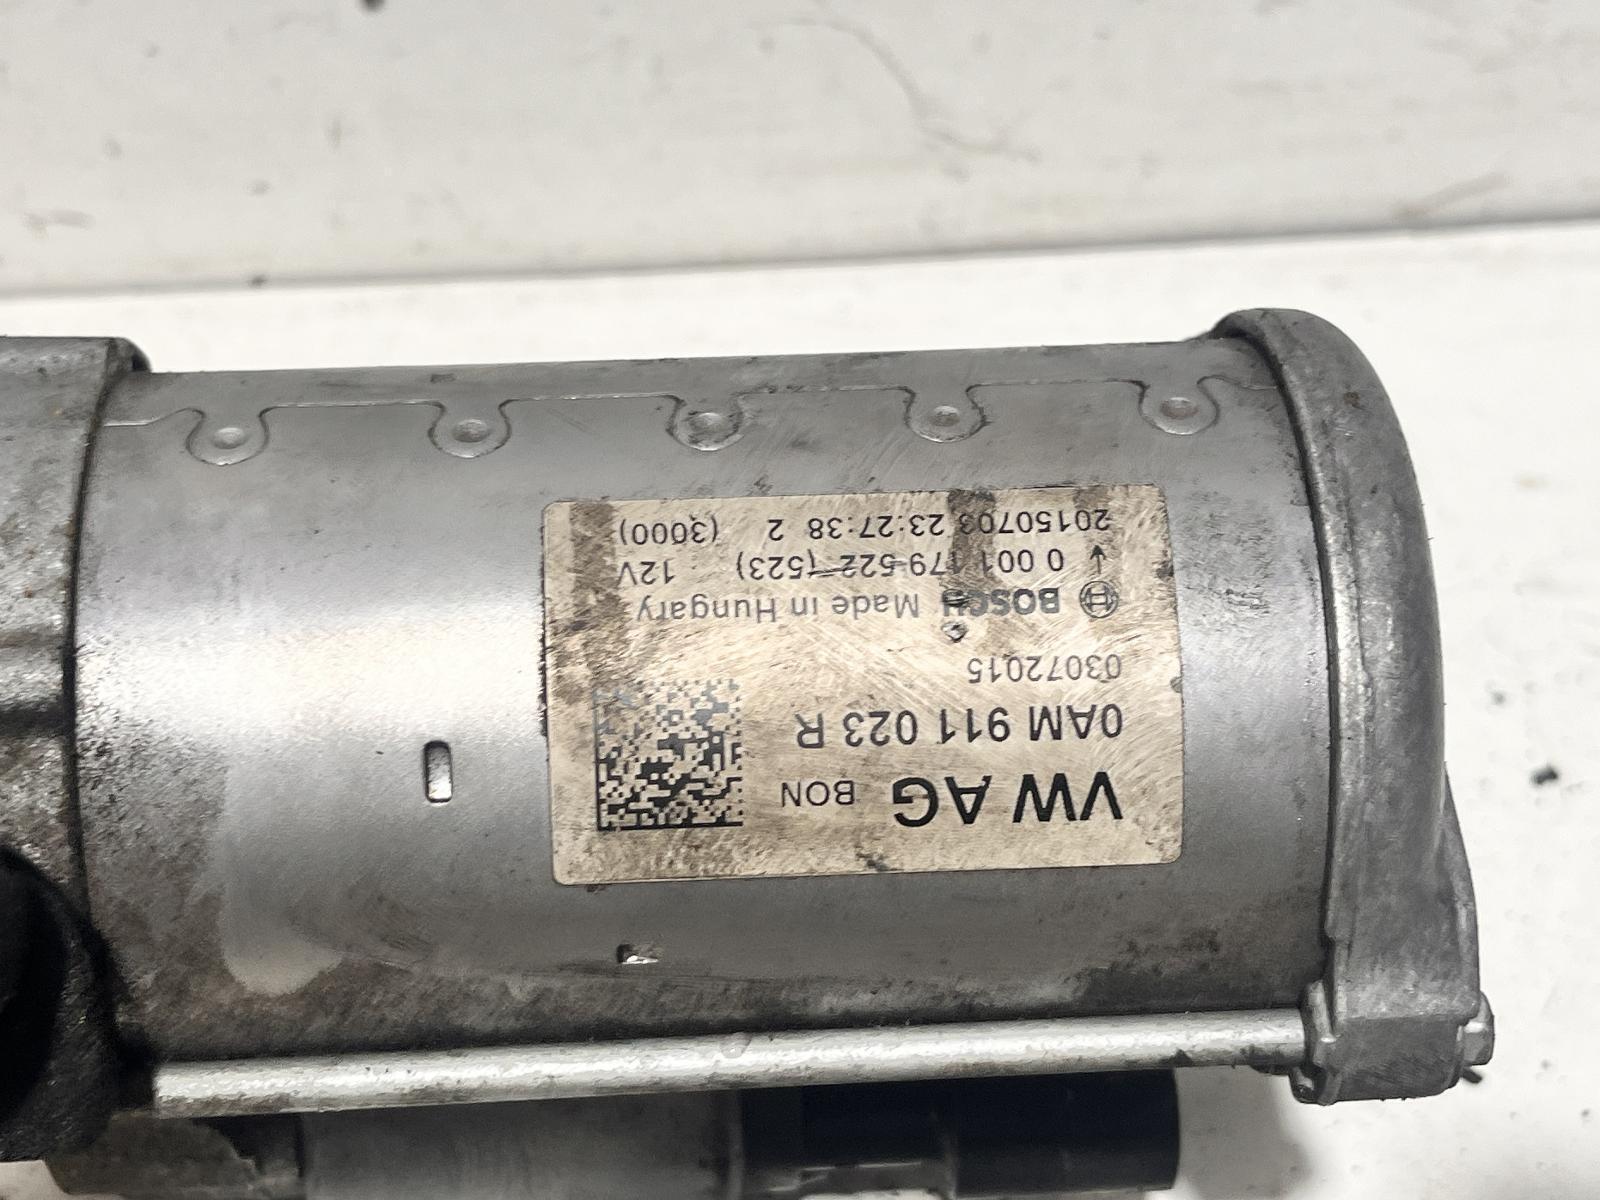 VW AG BON
0AM 911 023 R
03072015
BOSCH Made in Hungary
0 001 179 522 (523) 12V
20150703 23:27:38 2 (3000)